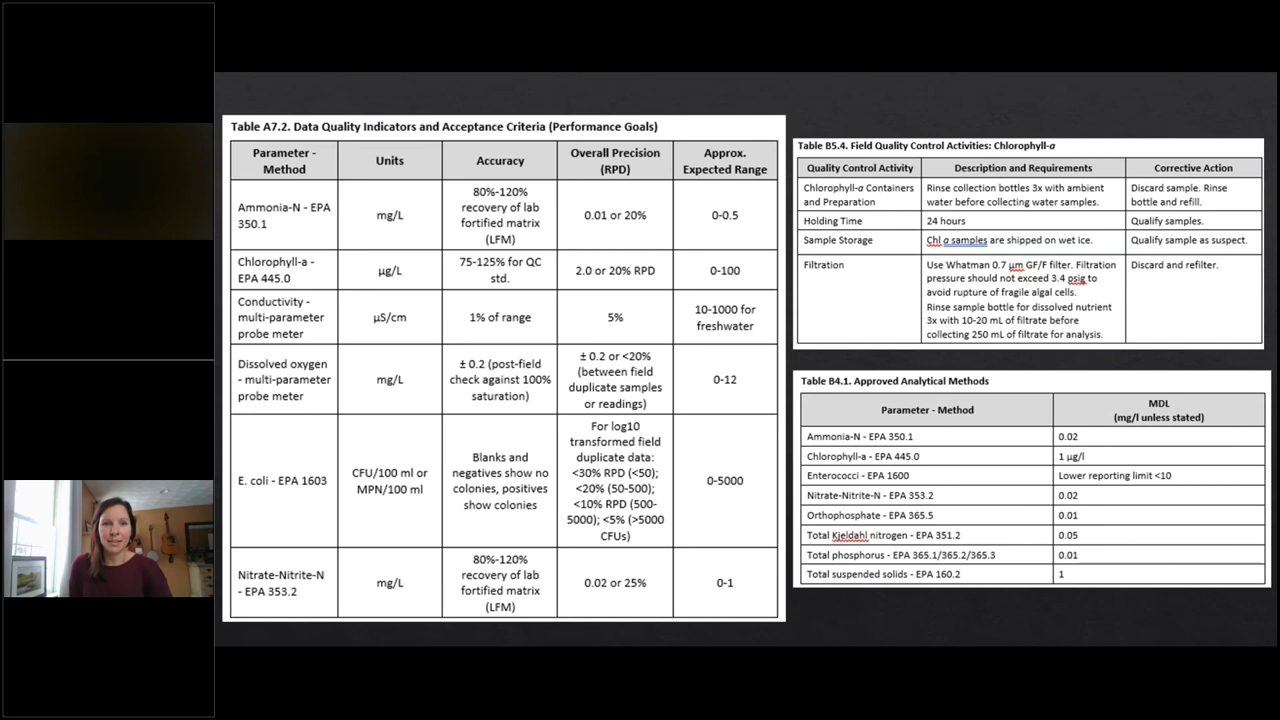 Table A7.2. Data Quality Indicators and Acceptance Criteria (Performance Goals)
Parameter - Method
Units
Accuracy
Overall Precision (RPD)
Approx. Expected Range
Ammonia-N - EPA 350.1
mg/L
80%-120% recovery of lab fortified matrix (LFM)
0.01 or 20%
0-0.5
Chlorophyll-a - EPA 445.0
µg/L
75-125% for QC std.
2.0 or 20% RPD
0-100
Conductivity - multi-parameter probe meter
µS/cm
1% of range
5%
10-1000 for freshwater
Dissolved oxygen - multi-parameter probe meter
mg/L
± 0.2 (post-field check against 100% saturation)
± 0.2 or <20% (between field duplicate samples or readings)
0-12
E. coli - EPA 1603
CFU/100 ml or MPN/100 ml
Blanks and negatives show no colonies, positives show colonies
For log10 transformed field duplicate data: <30% RPD (<50); <20% (50-500); <10% RPD (500-5000); <5% (>5000 CFUs)
0-5000
Nitrate-Nitrite-N - EPA 353.2
mg/L
80%-120% recovery of lab fortified matrix (LFM)
0.02 or 25%
0-1
Table B5.4. Field Quality Control Activities: Chlorophyll-a
Quality Control Activity
Description and Requirements
Corrective Action
Chlorophyll-a Containers and Preparation
Rinse collection bottles 3x with ambient water before collecting water samples.
Discard sample. Rinse bottle and refill.
Holding Time
24 hours
Qualify samples.
Sample Storage
Chl a samples are shipped on wet ice.
Qualify sample as suspect.
Filtration
Use Whatman 0.7 µm GF/F filter. Filtration pressure should not exceed 3.4 psig to avoid rupture of fragile algal cells.
Rinse sample bottle for dissolved nutrient 3x with 10-20 mL of filtrate before collecting 250 mL of filtrate for analysis.
Discard and refilter.
Table B4.1. Approved Analytical Methods
Parameter - Method
MDL (mg/l unless stated)
Ammonia-N - EPA 350.1
0.02
Chlorophyll-a - EPA 445.0
1 µg/l
Enterococci - EPA 1600
Lower reporting limit <10
Nitrate-Nitrite-N - EPA 353.2
0.02
Orthophosphate - EPA 365.5
0.01
Total Kjeldahl nitrogen - EPA 351.2
0.05
Total phosphorus - EPA 365.1/365.2/365.3
0.01
Total suspended solids - EPA 160.2
1